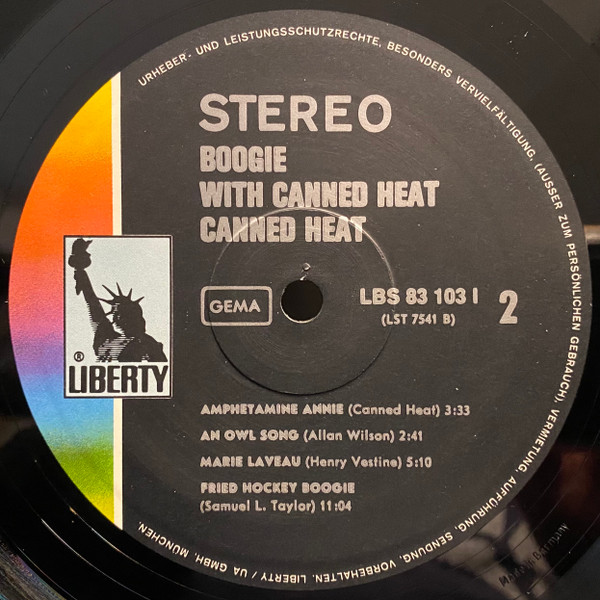 URHEBER- UND LEISTUNGSSCHUTZRECHTE, BESONDERS VERVIELFÄLTIGUNG, (AUSSER ZUM PERSÖNLICHEN GEBRAUCH), VERMIETUNG, AUFFÜHRUNG, SENDUNG, VORBEHALTEN. LIBERTY / UA GMBH, MÜNCHEN.
STEREO
BOOGIE
WITH CANNED HEAT
CANNED HEAT
GEMA
LBS 83 103 I
(LST 7541 B)
2
®
LIBERTY
AMPHETAMINE ANNIE (Canned Heat) 3:33
AN OWL SONG (Allan Wilson) 2:41
MARIE LAVEAU (Henry Vestine) 5:10
FRIED HOCKEY BOOGIE
(Samuel L. Taylor) 11:04
Made in Germany